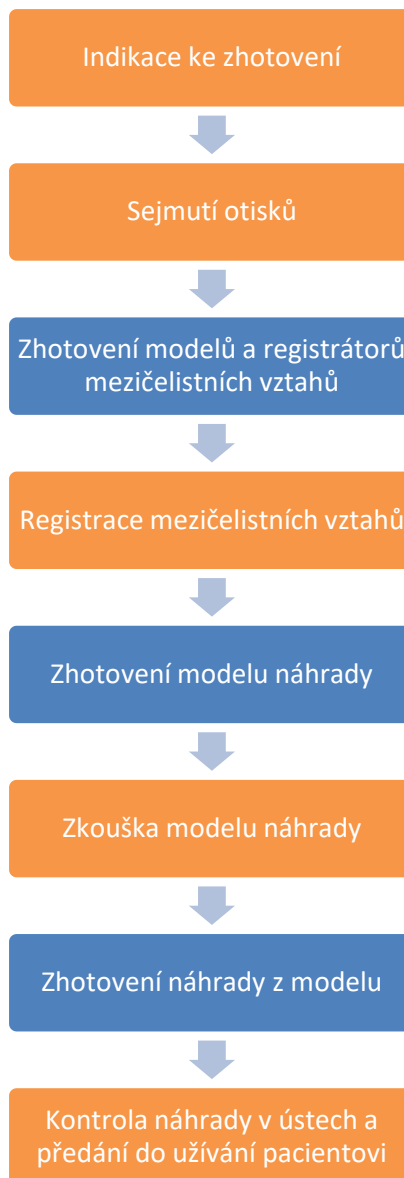 Indikace ke zhotovení
Sejmutí otisků
Zhotovení modelů a registrátorů
mezičelistních vztahů
Registrace mezičelistních vztahů
Zhotovení modelu náhrady
Zkouška modelu náhrady
Zhotovení náhrady z modelu
Kontrola náhrady v ústech a
předání do užívání pacientovi